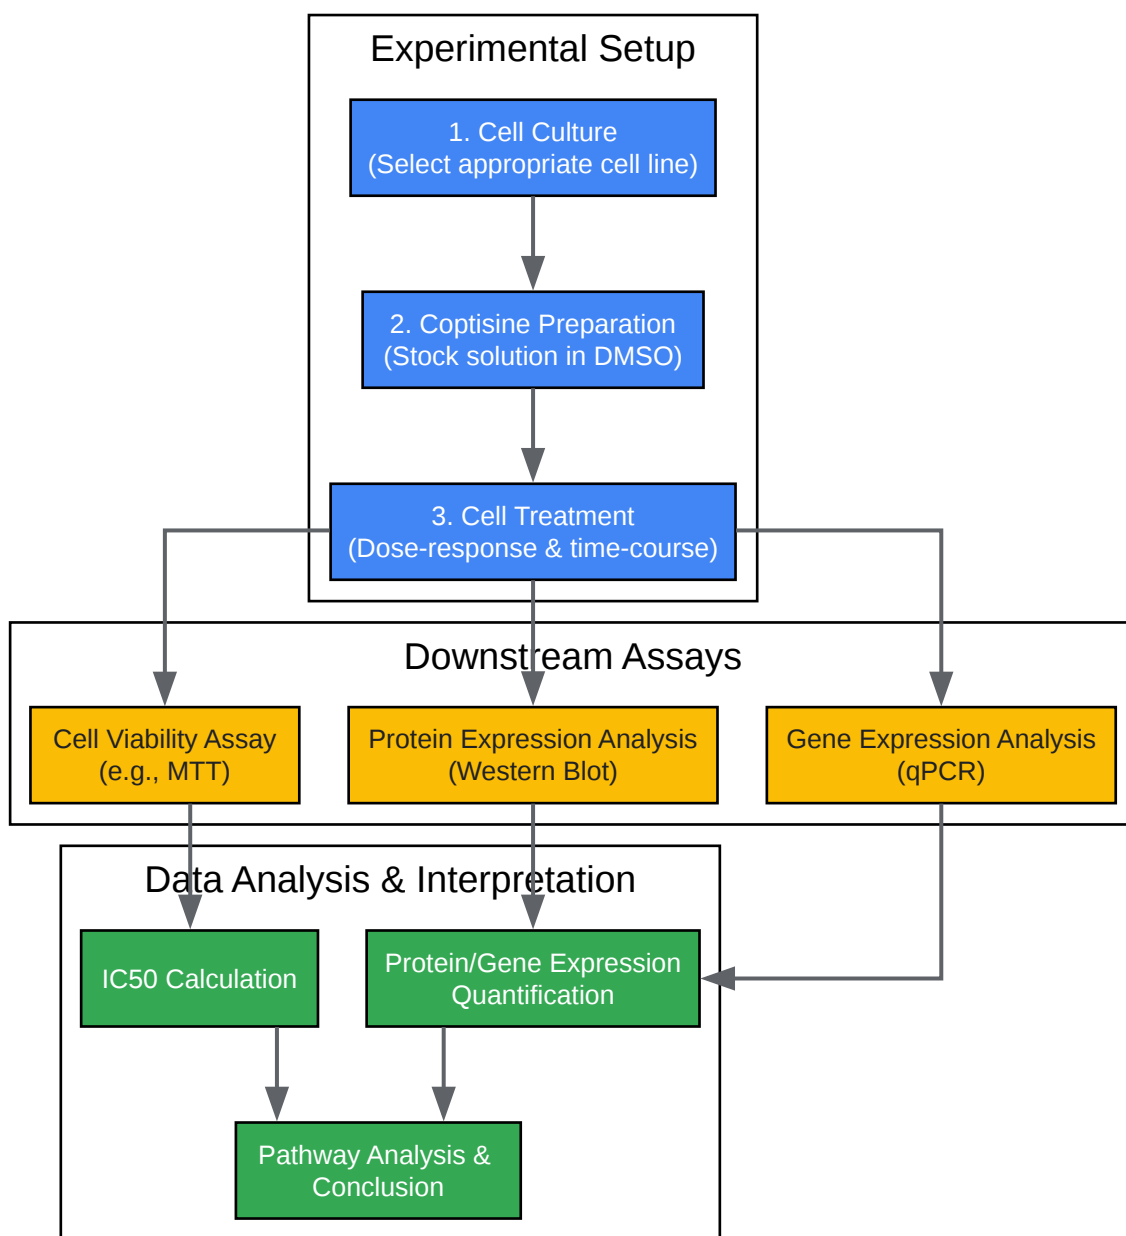 Experimental Setup
1. Cell Culture
(Select appropriate cell line)
2. Coptisine Preparation
(Stock solution in DMSO)
3. Cell Treatment
(Dose-response & time-course)
Downstream Assays
Cell Viability Assay
(e.g., MTT)
Protein Expression Analysis
(Western Blot)
Gene Expression Analysis
(qPCR)
Data Analysis & Interpretation
IC50 Calculation
Protein/Gene Expression
Quantification
Pathway Analysis &
Conclusion